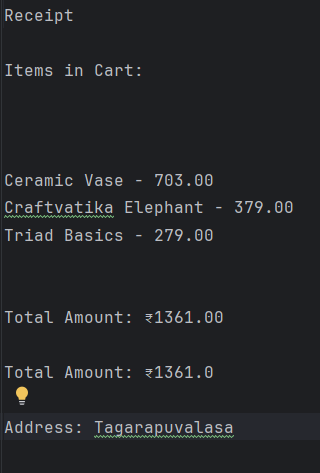 Receipt
Items in Cart:
Ceramic Vase - 703.00
Craftvatika Elephant - 379.00
Triad Basics - 279.00
Total Amount: ₹1361.00
Total Amount: ₹1361.0
Address: Tagarapuvalasa